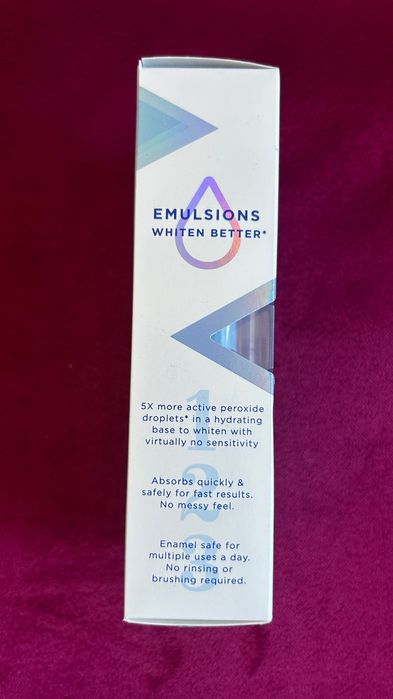 EMULSIONS
WHITEN BETTER*
1
5X more active peroxide
droplets* in a hydrating
base to whiten with
virtually no sensitivity
2
Absorbs quickly &
safely for fast results.
No messy feel.
3
Enamel safe for
multiple uses a day.
No rinsing or
brushing required.